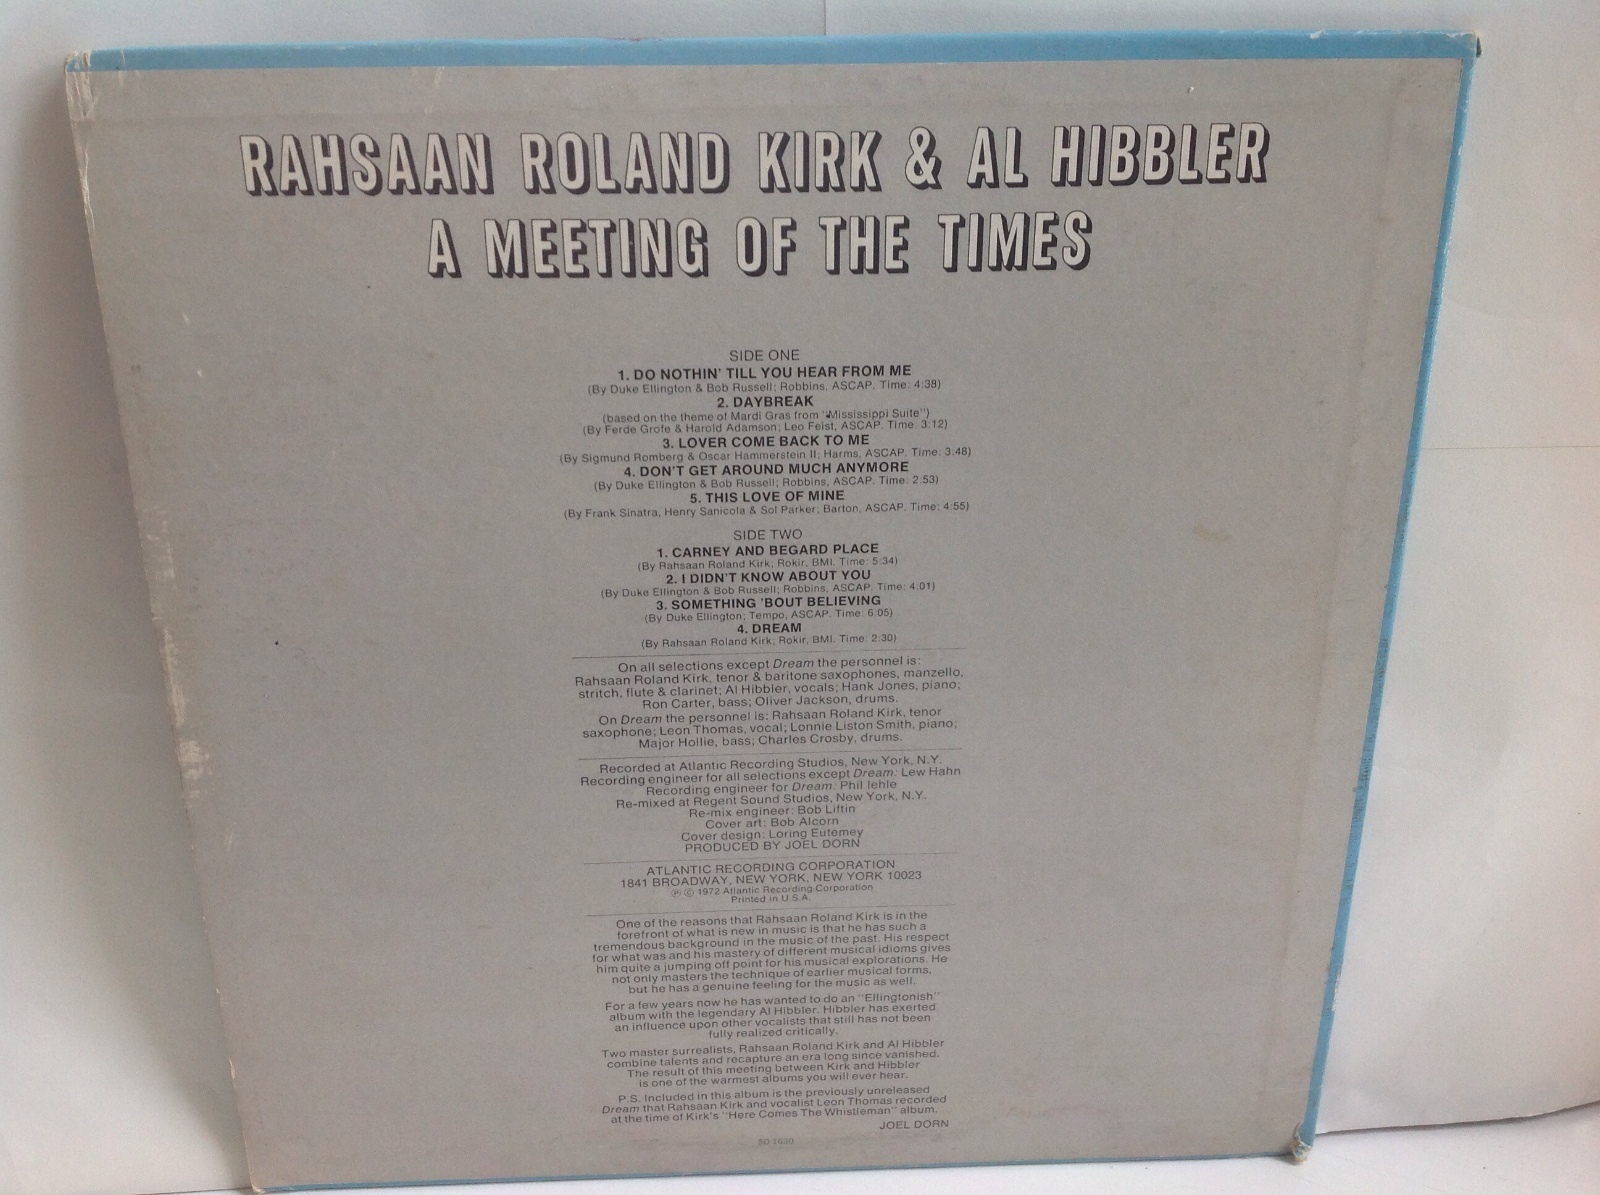 RAHSAAN ROLAND KIRK & AL HIBBLER
A MEETING OF THE TIMES
SIDE ONE
1. DO NOTHIN' TILL YOU HEAR FROM ME
(By Duke Ellington & Bob Russell; Robbins, ASCAP. Time: 4:38)
2. DAYBREAK
(based on the theme of Mardi Gras from "Mississippi Suite")
(By Ferde Grofe & Harold Adamson; Leo Feist, ASCAP. Time: 3:12)
3. LOVER COME BACK TO ME
(By Sigmund Romberg & Oscar Hammerstein II; Harms, ASCAP. Time: 3:48)
4. DON'T GET AROUND MUCH ANYMORE
(By Duke Ellington & Bob Russell; Robbins, ASCAP. Time: 2:53)
5. THIS LOVE OF MINE
(By Frank Sinatra, Henry Sanicola & Sol Parker; Barton, ASCAP. Time: 4:55)
SIDE TWO
1. CARNEY AND BEGARD PLACE
(By Rahsaan Roland Kirk; Rokir, BMI. Time: 5:34)
2. I DIDN'T KNOW ABOUT YOU
(By Duke Ellington & Bob Russell; Robbins, ASCAP. Time: 4:01)
3. SOMETHING 'BOUT BELIEVING
(By Duke Ellington; Tempo, ASCAP. Time: 6:05)
4. DREAM
(By Rahsaan Roland Kirk; Rokir, BMI. Time: 2:30)
On all selections except Dream the personnel is:
Rahsaan Roland Kirk, tenor & baritone saxophones, manzello,
stritch, flute & clarinet; Al Hibbler, vocals; Hank Jones, piano;
Ron Carter, bass; Oliver Jackson, drums.
On Dream the personnel is: Rahsaan Roland Kirk, tenor
saxophone; Leon Thomas, vocal; Lonnie Liston Smith, piano;
Major Hollie, bass; Charles Crosby, drums.
Recorded at Atlantic Recording Studios, New York, N.Y.
Recording engineer for all selections except Dream: Lew Hahn
Recording engineer for Dream: Phil Iehle
Re-mixed at Regent Sound Studios, New York, N.Y.
Re-mix engineer: Bob Liftin
Cover art: Bob Alcorn
Cover design: Loring Eutemey
PRODUCED BY JOEL DORN
ATLANTIC RECORDING CORPORATION
1841 BROADWAY, NEW YORK, NEW YORK 10023
℗ © 1972 Atlantic Recording Corporation
Printed in U.S.A.
One of the reasons that Rahsaan Roland Kirk is in the
forefront of what is new in music is that he has such a
tremendous background in the music of the past. His respect
for what was and his mastery of different musical idioms gives
him quite a jumping off point for his musical explorations. He
not only masters the technique of earlier musical forms,
but he has a genuine feeling for the music as well.
For a few years now he has wanted to do an "Ellingtonish"
album with the legendary Al Hibbler. Hibbler has exerted
an influence upon other vocalists that still has not been
fully realized critically.
Two master surrealists, Rahsaan Roland Kirk and Al Hibbler
combine talents and recapture an era long since vanished.
The result of this meeting between Kirk and Hibbler
is one of the warmest albums you will ever hear.
P.S. Included in this album is the previously unreleased
Dream that Rahsaan Kirk and vocalist Leon Thomas recorded
at the time of Kirk's "Here Comes The Whistleman" album.
JOEL DORN
SD 1630